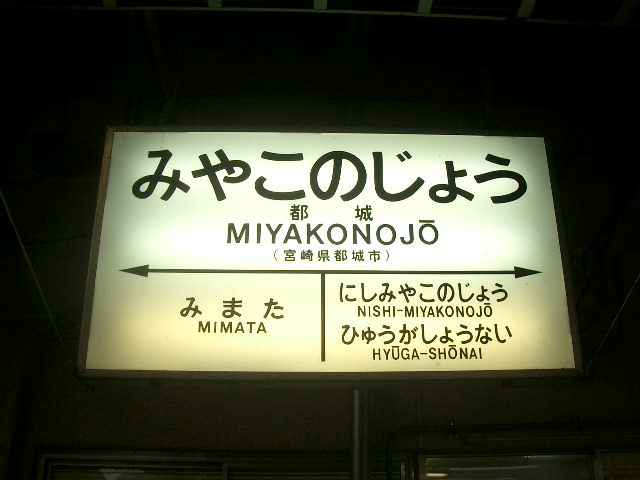 みやこのじょう
都城
MIYAKONOJŌ
(宮崎県都城市)
みまた
MIMATA
にしみやこのじょう
NISHI-MIYAKONOJŌ
ひゅうがしょうない
HYŪGA-SHŌNAI